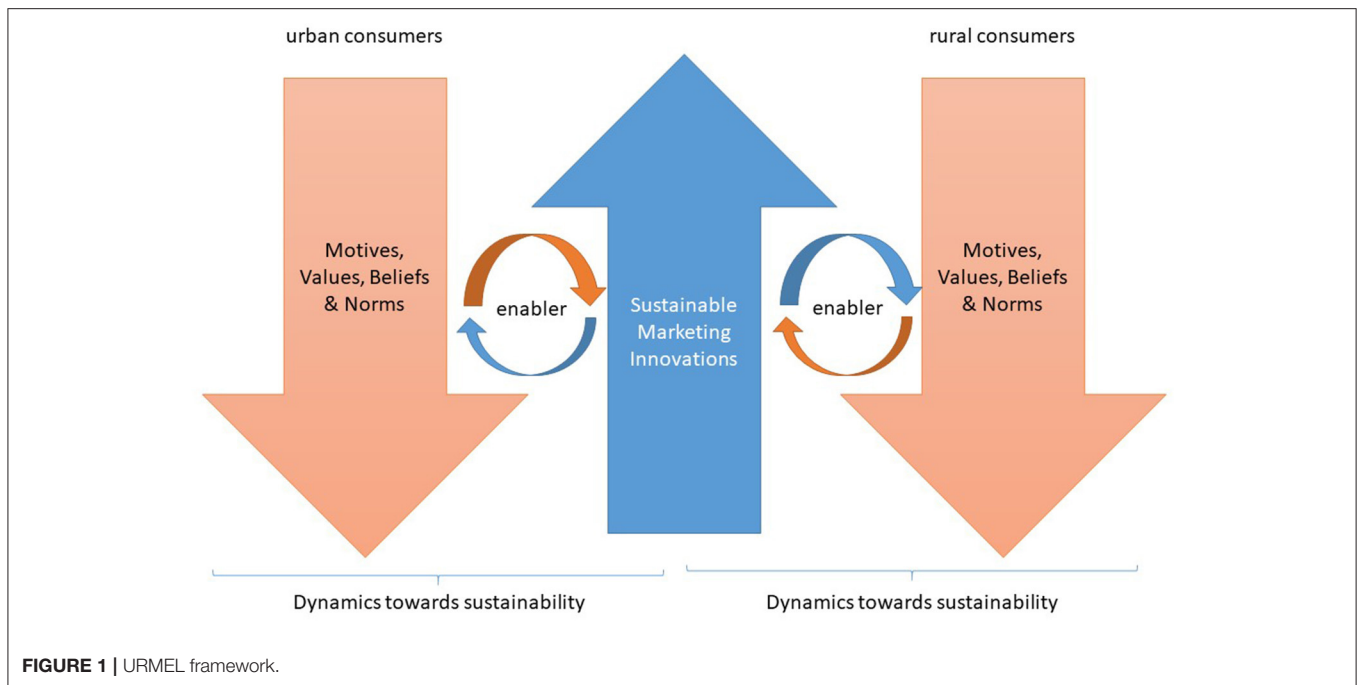 urban consumers
rural consumers
Motives,
Values, Beliefs
& Norms
enabler
Sustainable
Marketing
Innovations
enabler
Motives,
Values, Beliefs
& Norms
Dynamics towards sustainability
Dynamics towards sustainability
FIGURE 1 | URMEL framework.